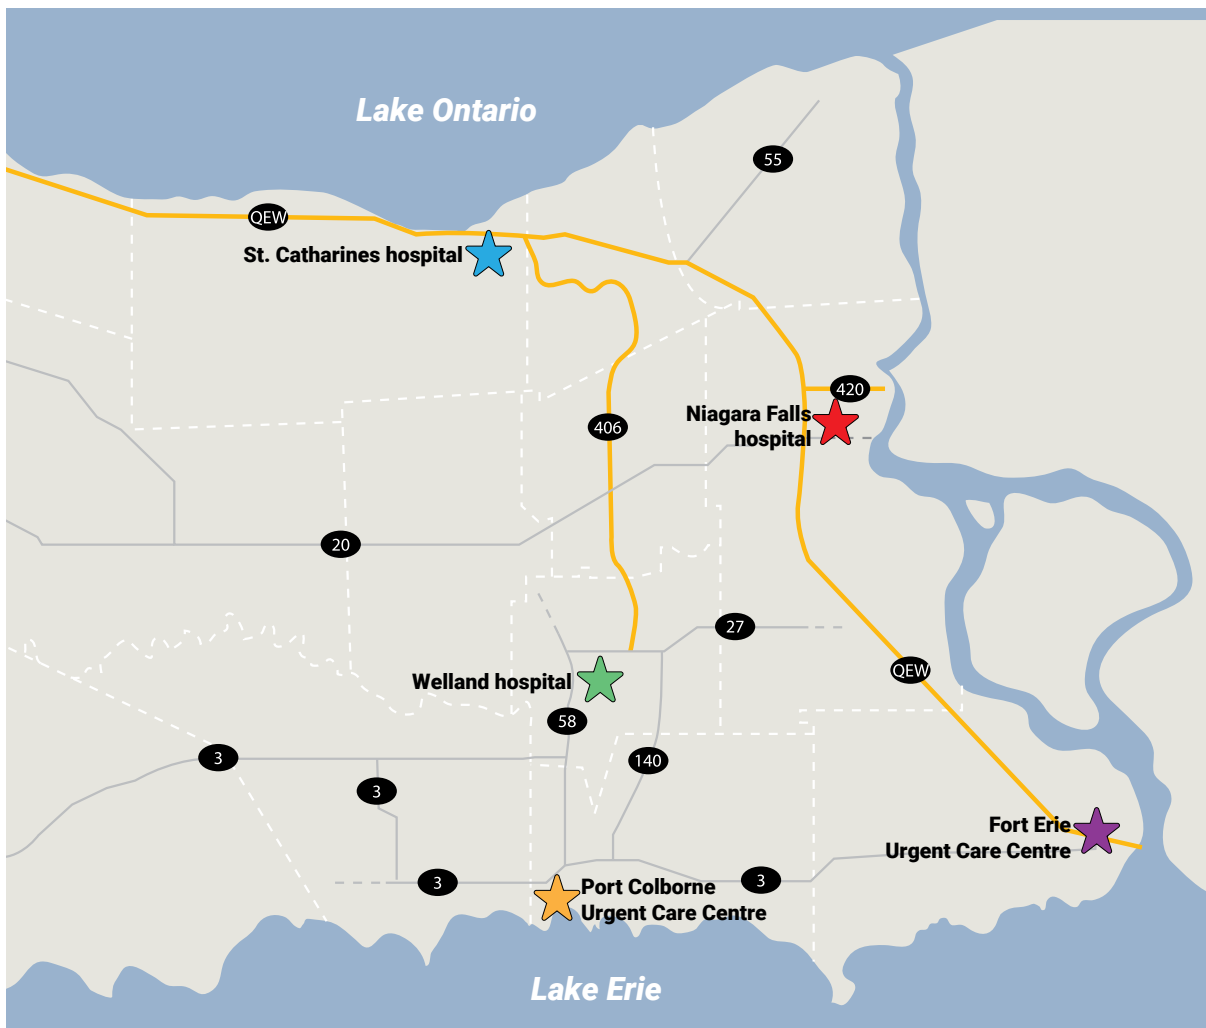 Lake Ontario
55
QEW
St. Catharines hospital
420
Niagara Falls
hospital
406
20
27
QEW
Welland hospital
58
3
140
3
Fort Erie
Urgent Care Centre
3
3
Port Colborne
Urgent Care Centre
Lake Erie